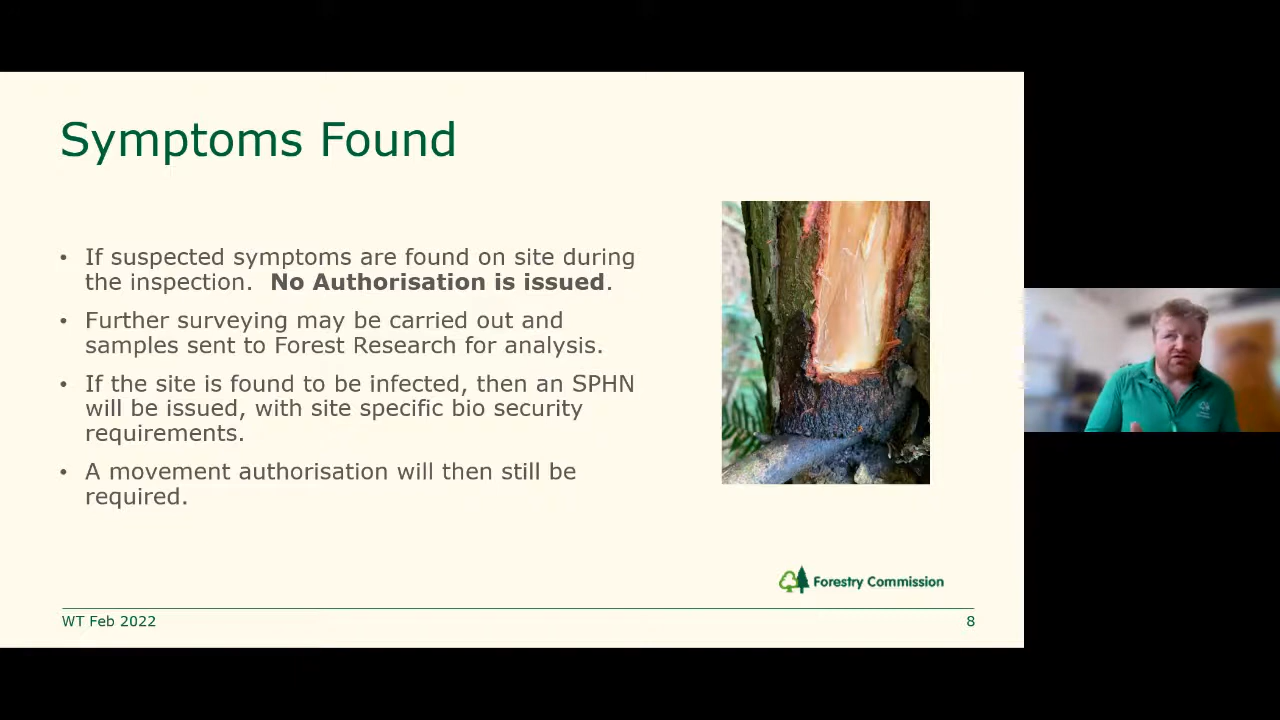 Symptoms Found
• If suspected symptoms are found on site during
the inspection.  No Authorisation is issued.
• Further surveying may be carried out and
samples sent to Forest Research for analysis.
• If the site is found to be infected, then an SPHN
will be issued, with site specific bio security
requirements.
• A movement authorisation will then still be
required.
Forestry Commission
WT Feb 2022
8